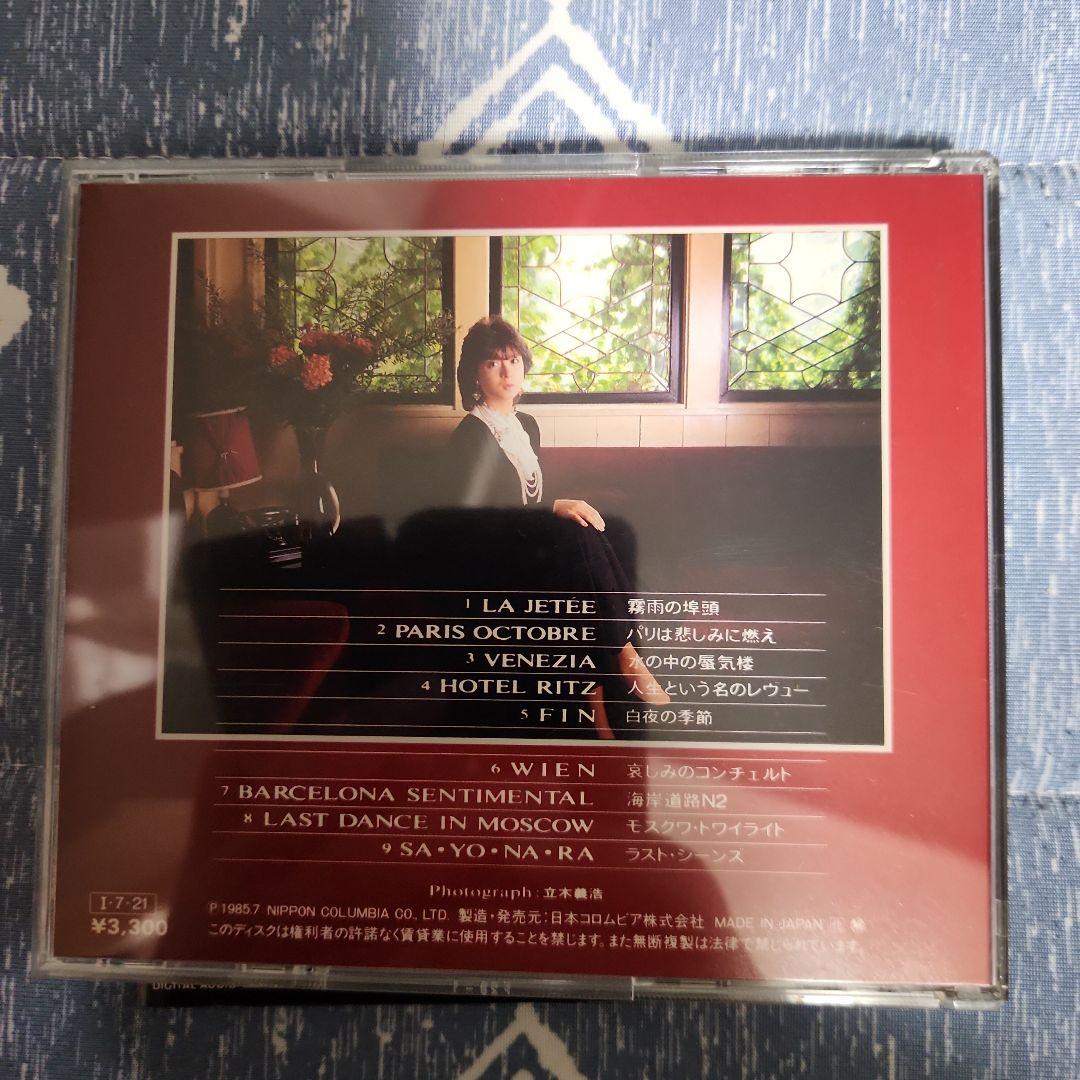 1 LA JETÉE 霧雨の埠頭
2 PARIS OCTOBRE パリは悲しみに燃え
3 VENEZIA 水の中の蜃気楼
4 HOTEL RITZ 人生という名のレヴュー
5 FIN 白夜の季節
6 WIEN 哀しみのコンチェルト
7 BARCELONA SENTIMENTAL 海岸道路N2
8 LAST DANCE IN MOSCOW モスクワ・トワイライト
9 SA・YO・NA・RA ラスト・シーンス
Photograph:立木義浩
I・7・21
¥3,300
Ⓟ1985.7 NIPPON COLUMBIA CO., LTD. 製造・発売元:日本コロムビア株式会社 MADE IN JAPAN
このディスクは権利者の許諾なく賃貸業に使用することを禁じます。また無断複製は法律で禁じられています。
DIGITAL AUDIO